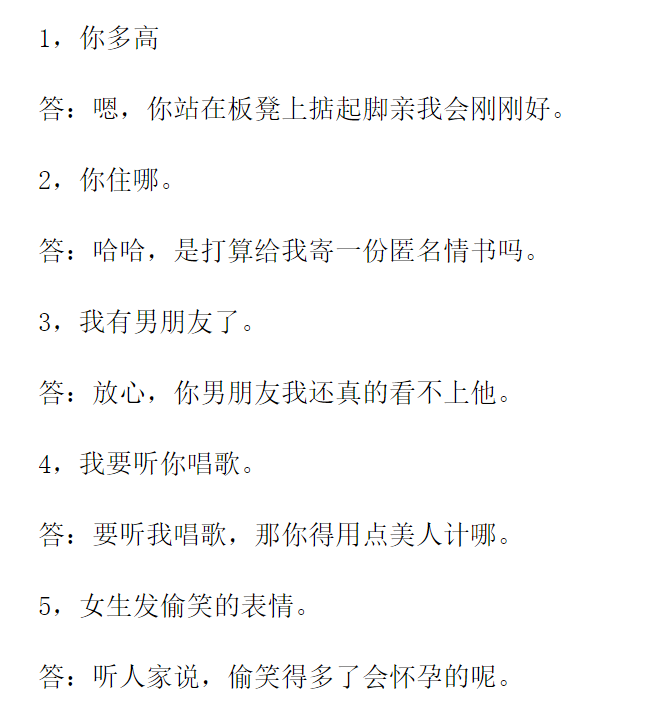 1，你多高
答：嗯，你站在板凳上掂起脚亲我会刚刚好。
2，你住哪。
答：哈哈，是打算给我寄一份匿名情书吗。
3，我有男朋友了。
答：放心，你男朋友我还真的看不上他。
4，我要听你唱歌。
答：要听我唱歌，那你得用点美人计哪。
5，女生发偷笑的表情。
答：听人家说，偷笑得多了会怀孕的呢。